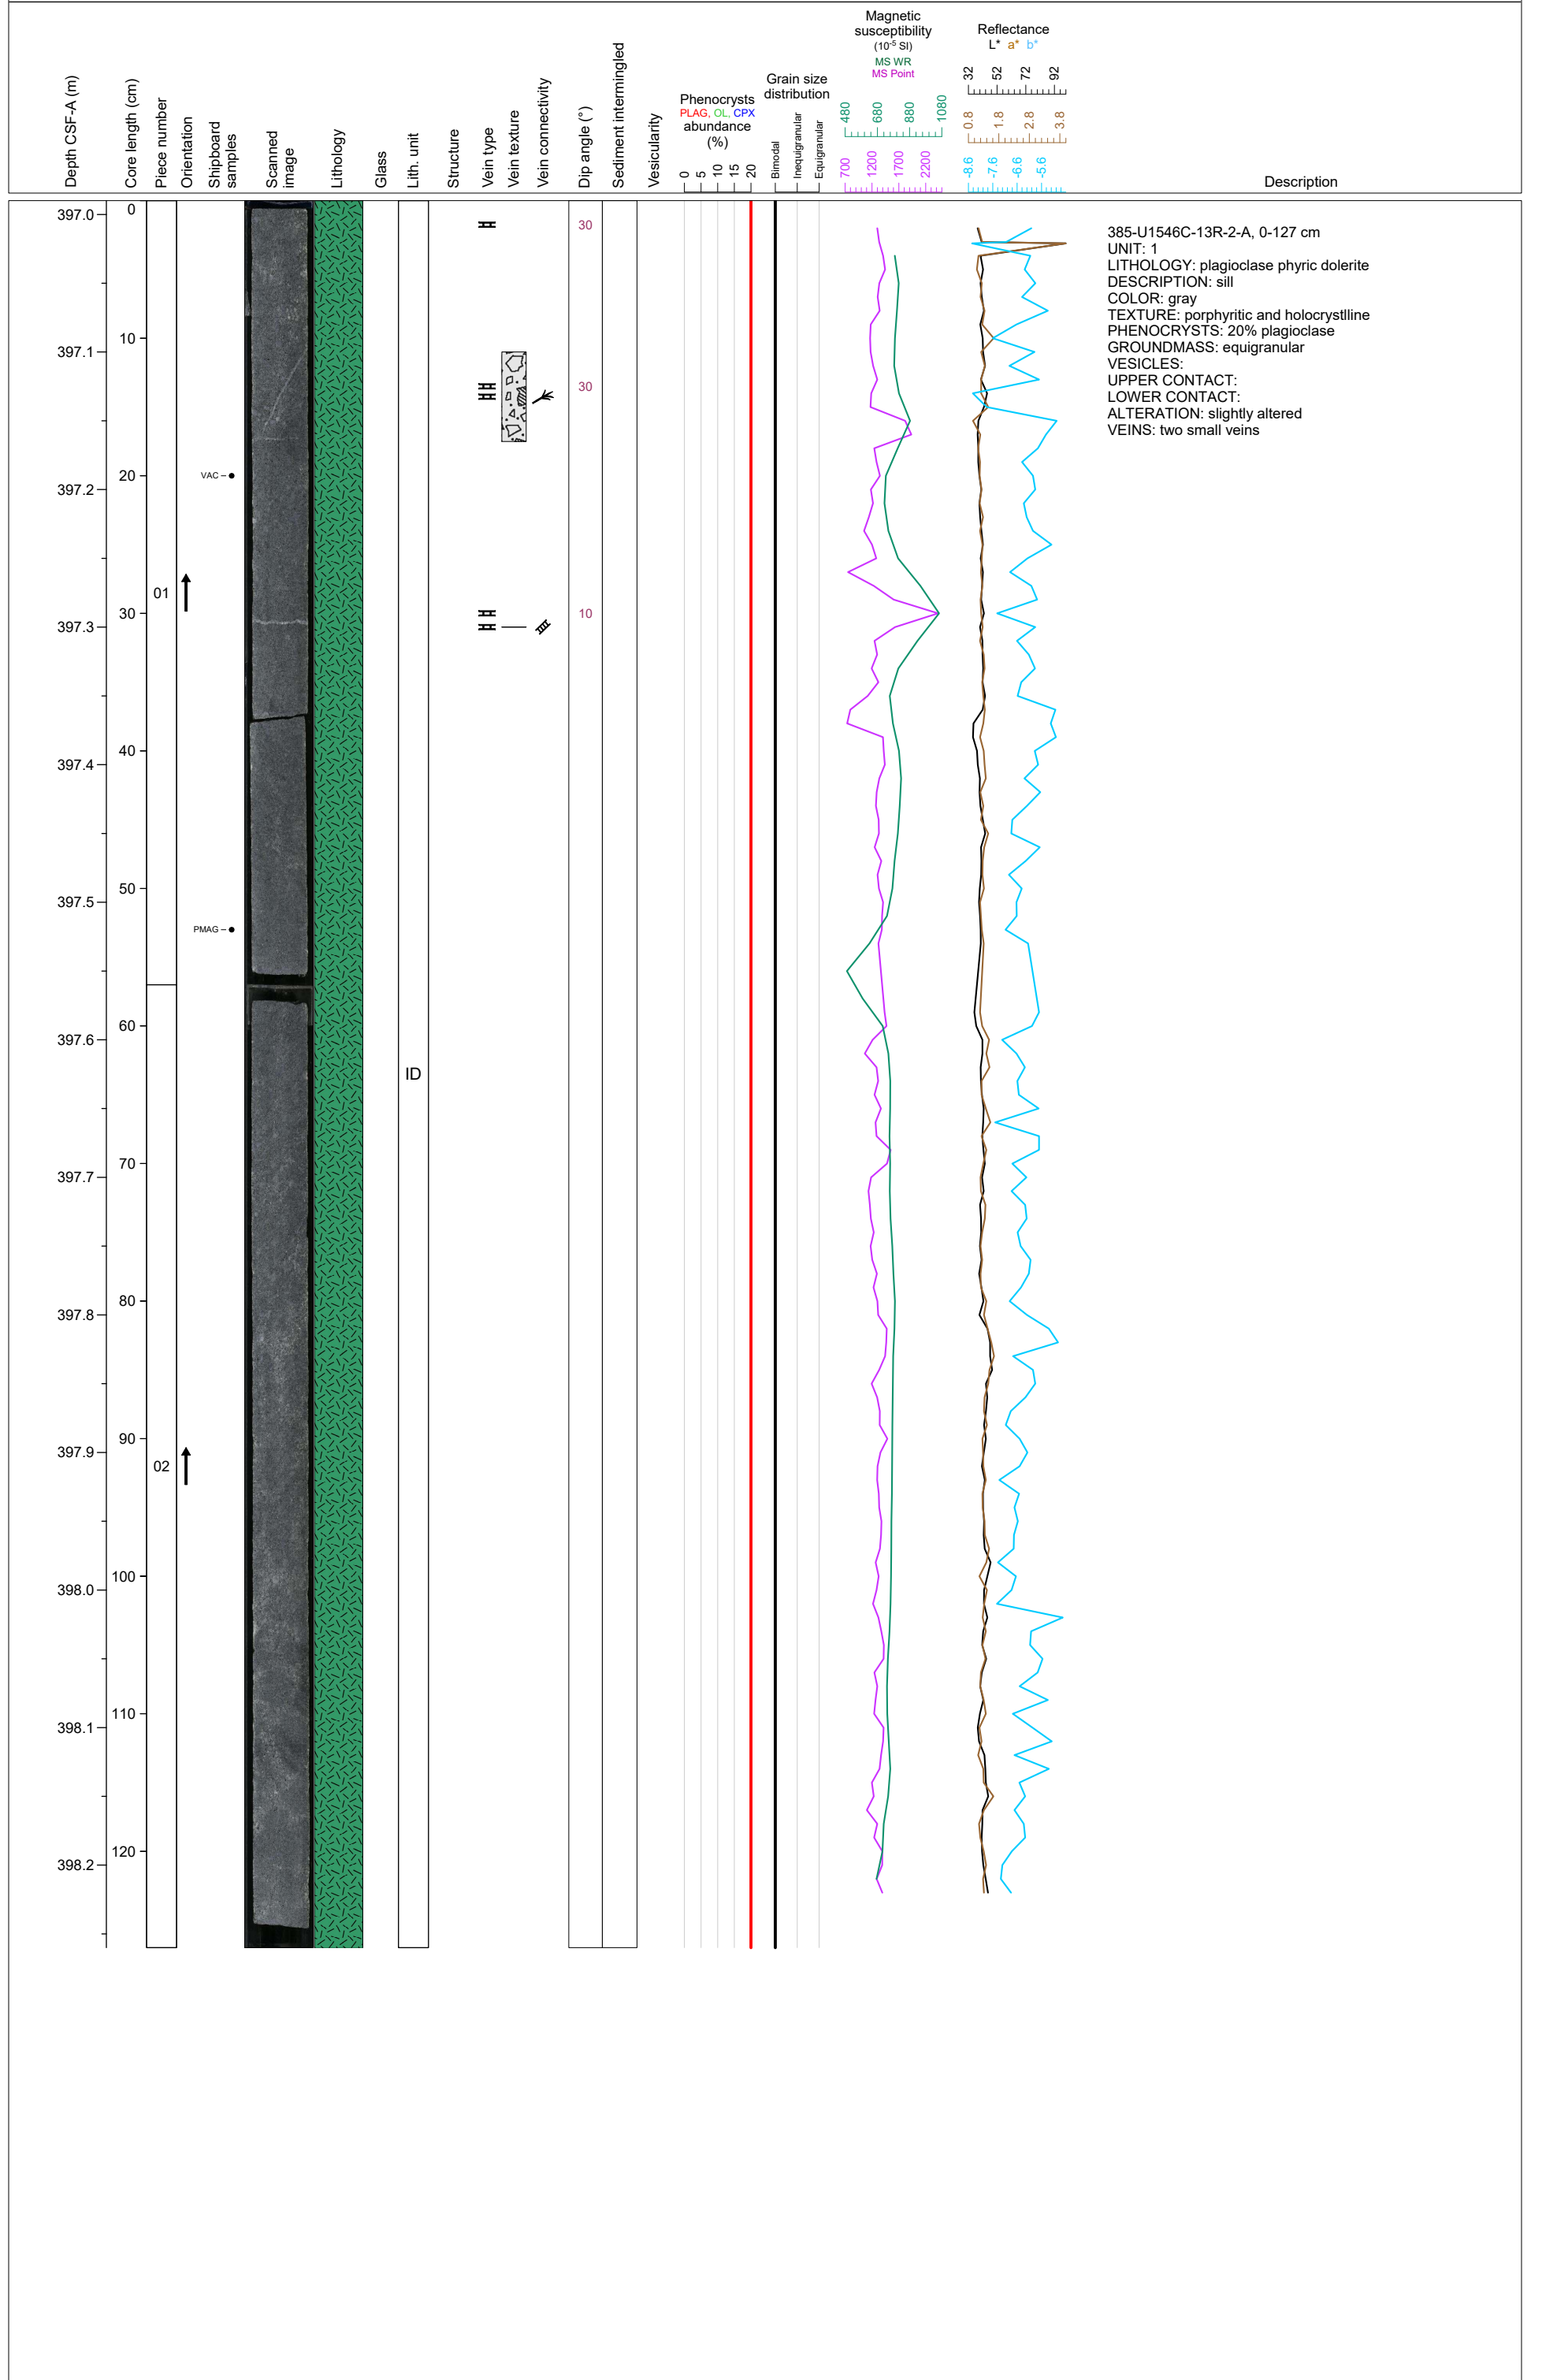 Depth CSF-A (m)
Core length (cm)
Piece number
Orientation
Shipboard
samples
Scanned
image
Lithology
Glass
Lith. unit
Structure
Vein type
Vein texture
Vein connectivity
Dip angle (°)
Sediment intermingled
Vesicularity
Phenocrysts
PLAG, OL, CPX
abundance
(%)
0 5 10 15 20
Grain size
distribution
Bimodal
Inequigranular
Equigranular
Magnetic
susceptibility
(10-5 SI)
MS WR
MS Point
480 680 880 1080
700 1200 1700 2200
Reflectance
L* a* b*
32 52 72 92
0.8 1.8 2.8 3.8
-8.6 -7.6 -6.6 -5.6
Description
397.0
397.1
397.2
397.3
397.4
397.5
397.6
397.7
397.8
397.9
398.0
398.1
398.2
0
10
20
30
40
50
60
70
80
90
100
110
120
01
02
VAC
PMAG
ID
30
30
10
385-U1546C-13R-2-A, 0-127 cm
UNIT: 1
LITHOLOGY: plagioclase phyric dolerite
DESCRIPTION: sill
COLOR: gray
TEXTURE: porphyritic and holocrystlline
PHENOCRYSTS: 20% plagioclase
GROUNDMASS: equigranular
VESICLES:
UPPER CONTACT:
LOWER CONTACT:
ALTERATION: slightly altered
VEINS: two small veins